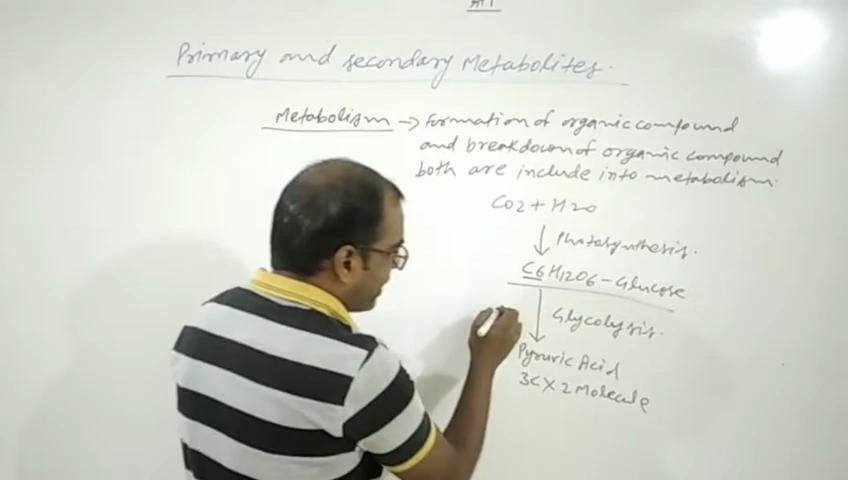 Primary and secondary Metabolites.
Metabolism → Formation of organic compound
and breakdown of organic compound
both are include into metabolism.
CO2 + H2O
↓ Photosynthesis.
C6H12O6 - Glucose
↓ Glycolysis.
Pyruvic Acid
3C X 2 Molecule